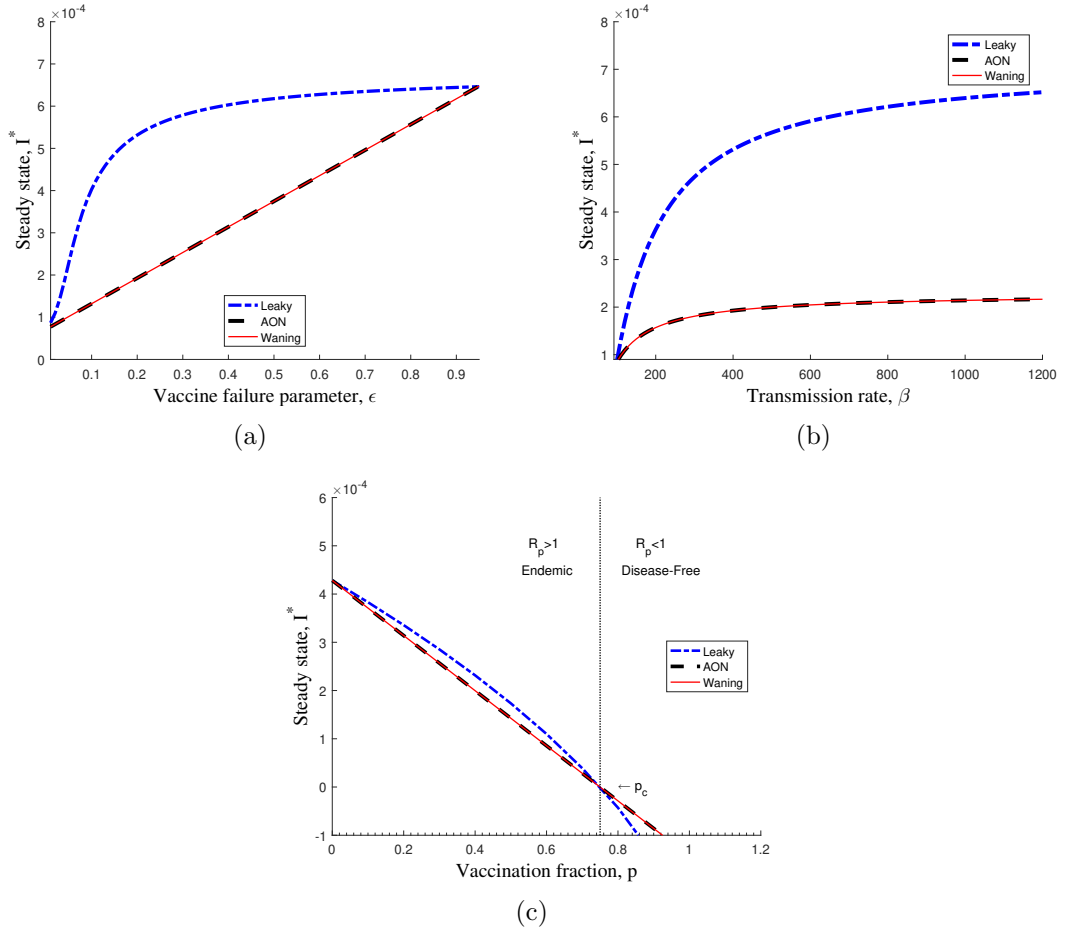 ×10⁻⁴
8
7
6
5
4
3
2
1
0
Steady state, I*
0.1 0.2 0.3 0.4 0.5 0.6 0.7 0.8 0.9
Vaccine failure parameter, ϵ
Leaky
AON
Waning
(a)
×10⁻⁴
8
7
6
5
4
3
2
1
Steady state, I*
200 400 600 800 1000 1200
Transmission rate, β
Leaky
AON
Waning
(b)
×10⁻⁴
6
5
4
3
2
1
0
-1
Steady state, I*
R_p>1
Endemic
R_p<1
Disease-Free
Leaky
AON
Waning
← p_c
0 0.2 0.4 0.6 0.8 1 1.2
Vaccination fraction, p
(c)